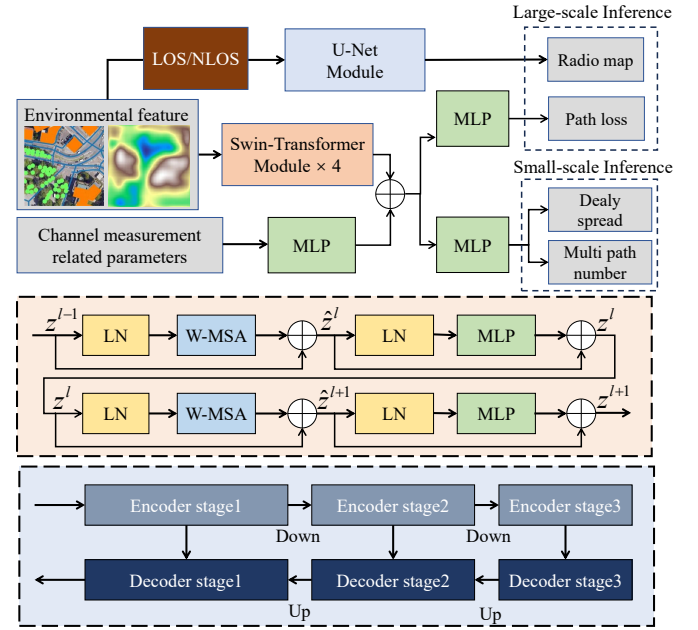 Large-scale Inference
LOS/NLOS
U-Net
Module
Radio map
Environmental feature
MLP
Path loss
Swin-Transformer
Module × 4
Small-scale Inference
Channel measurement
related parameters
MLP
MLP
Dealy
spread
Multi path
number
z^{l-1}
LN
W-MSA
ẑ^{l}
LN
MLP
z^{l}
z^{l}
LN
W-MSA
ẑ^{l+1}
LN
MLP
z^{l+1}
Encoder stage1
Encoder stage2
Encoder stage3
Down
Down
Decoder stage1
Decoder stage2
Decoder stage3
Up
Up